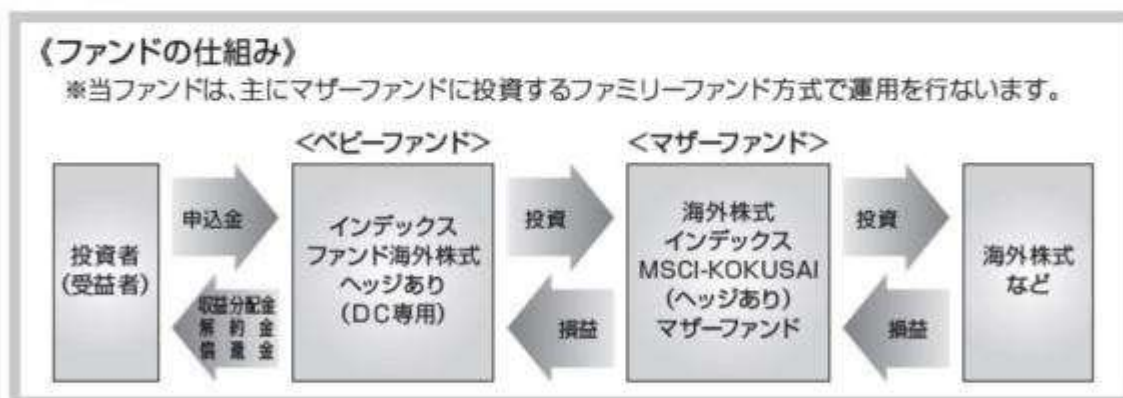 《ファンドの仕組み》
※当ファンドは、主にマザーファンドに投資するファミリーファンド方式で運用を行ないます。
<ベビーファンド>
<マザーファンド>
投資者
(受益者)
申込金
収益分配金
解約金
償還金
インデックス
ファンド海外株式
ヘッジあり
(DC専用)
投資
損益
海外株式
インデックス
MSCI-KOKUSAI
(ヘッジあり)
マザーファンド
投資
損益
海外株式
など